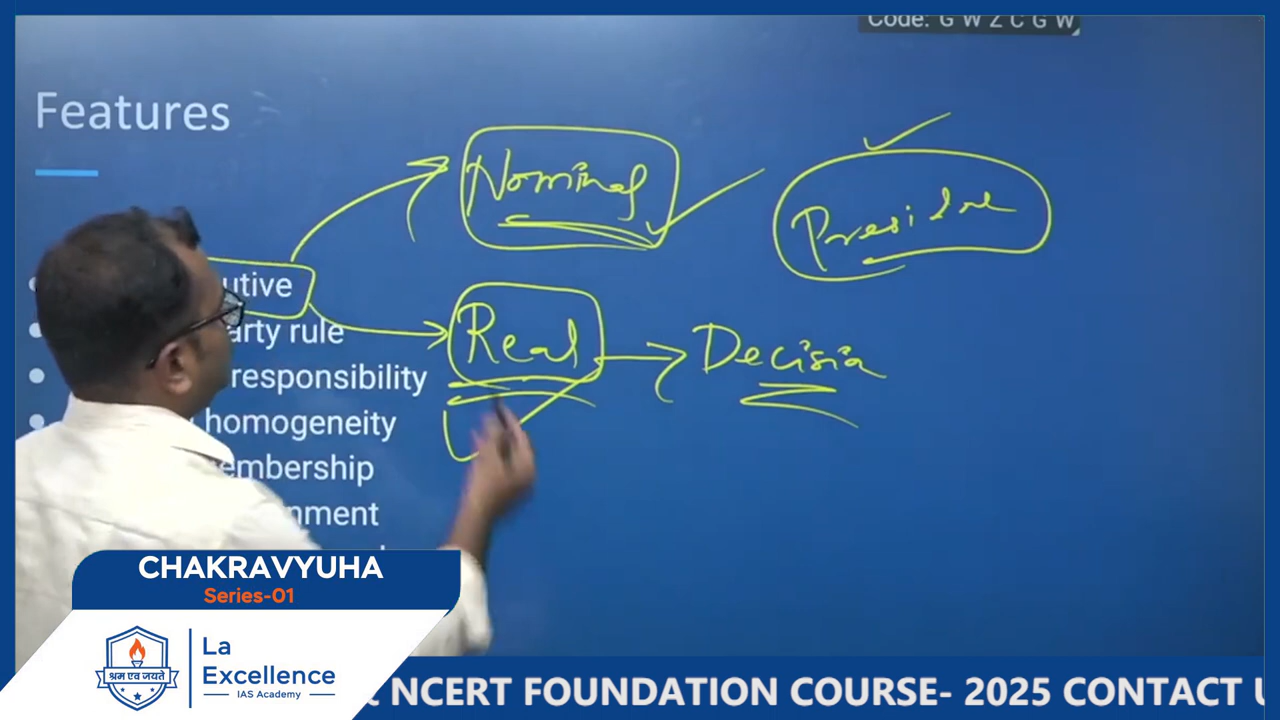 Code: G W Z C G W
Features
Nominal
President
utive
arty rule
Real
Decision
responsibility
homogeneity
embership
nment
CHAKRAVYUHA
Series-01
श्रम एव जयते
La
Excellence
IAS Academy
NCERT FOUNDATION COURSE- 2025 CONTACT U